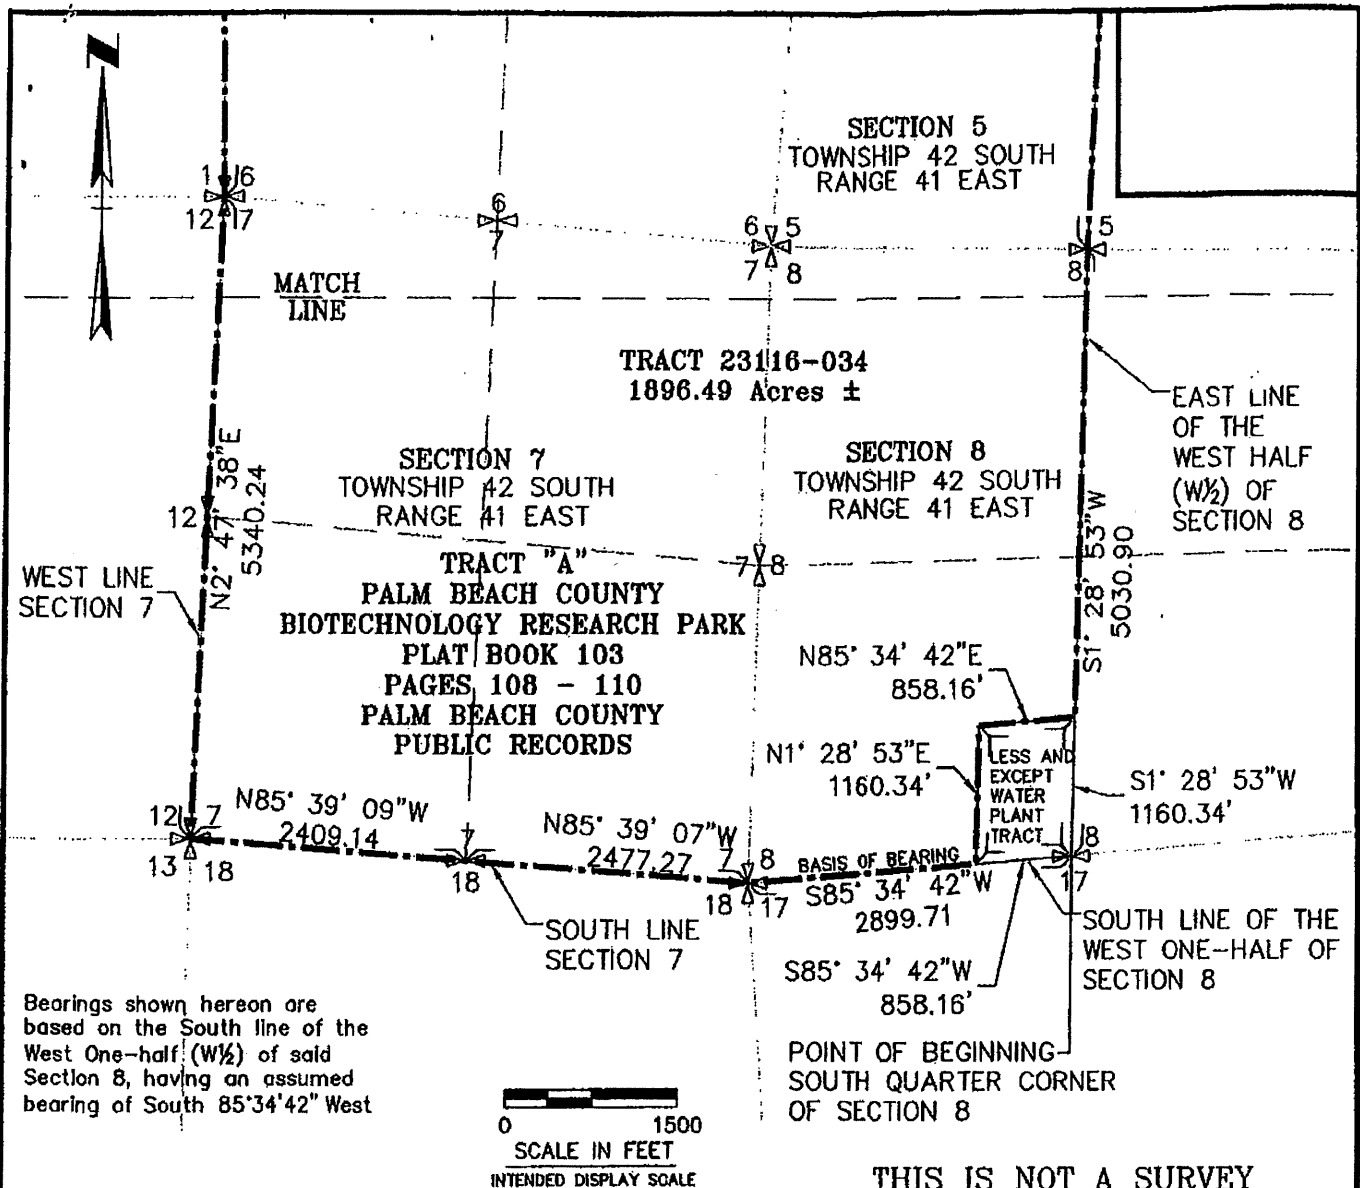 N
SECTION 5
TOWNSHIP 42 SOUTH
RANGE 41 EAST
1 6
12 7
6
7
6 5
7 8
5
8
MATCH
LINE
TRACT 23116-034
1896.49 Acres ±
EAST LINE
OF THE
WEST HALF
(W½) OF
SECTION 8
SECTION 7
TOWNSHIP 42 SOUTH
RANGE 41 EAST
SECTION 8
TOWNSHIP 42 SOUTH
RANGE 41 EAST
N2° 47' 38"E
5340.24
12
7 8
S1° 28' 53"W
5030.90
WEST LINE
SECTION 7
TRACT "A"
PALM BEACH COUNTY
BIOTECHNOLOGY RESEARCH PARK
PLAT BOOK 103
PAGES 108 - 110
PALM BEACH COUNTY
PUBLIC RECORDS
N85° 34' 42"E
858.16'
N1° 28' 53"E
1160.34'
LESS AND
EXCEPT
WATER
PLANT
TRACT
S1° 28' 53"W
1160.34'
12 7
13 18
N85° 39' 09"W
2409.14
7
18
N85° 39' 07"W
2477.27
7 8
18 17
BASIS OF BEARING
S85° 34' 42"W
2899.71
8
17
SOUTH LINE
SECTION 7
SOUTH LINE OF THE
WEST ONE-HALF OF
SECTION 8
S85° 34' 42"W
858.16'
Bearings shown hereon are
based on the South line of the
West One-half (W½) of said
Section 8, having an assumed
bearing of South 85°34'42" West
POINT OF BEGINNING
SOUTH QUARTER CORNER
OF SECTION 8
0 1500
SCALE IN FEET
INTENDED DISPLAY SCALE
THIS IS NOT A SURVEY